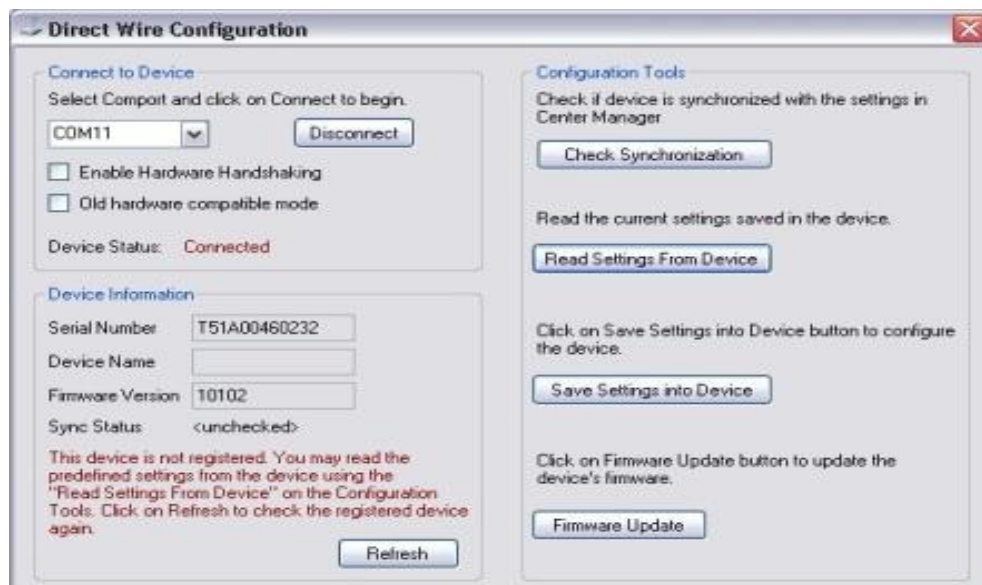 Direct Wire Configuration
Connect to Device
Select Comport and click on Connect to begin.
COM11
Disconnect
Enable Hardware Handshaking
Old hardware compatible mode
Device Status: Connected
Device Information
Serial Number T51A00460232
Device Name
Firmware Version 10102
Sync Status <unchecked>
This device is not registered. You may read the
predefined settings from the device using the
"Read Settings From Device" on the Configuration
Tools. Click on Refresh to check the registered device
again.
Refresh
Configuration Tools
Check if device is synchronized with the settings in
Center Manager
Check Synchronization
Read the current settings saved in the device.
Read Settings From Device
Click on Save Settings into Device button to configure
the device.
Save Settings into Device
Click on Firmware Update button to update the
device's firmware.
Firmware Update